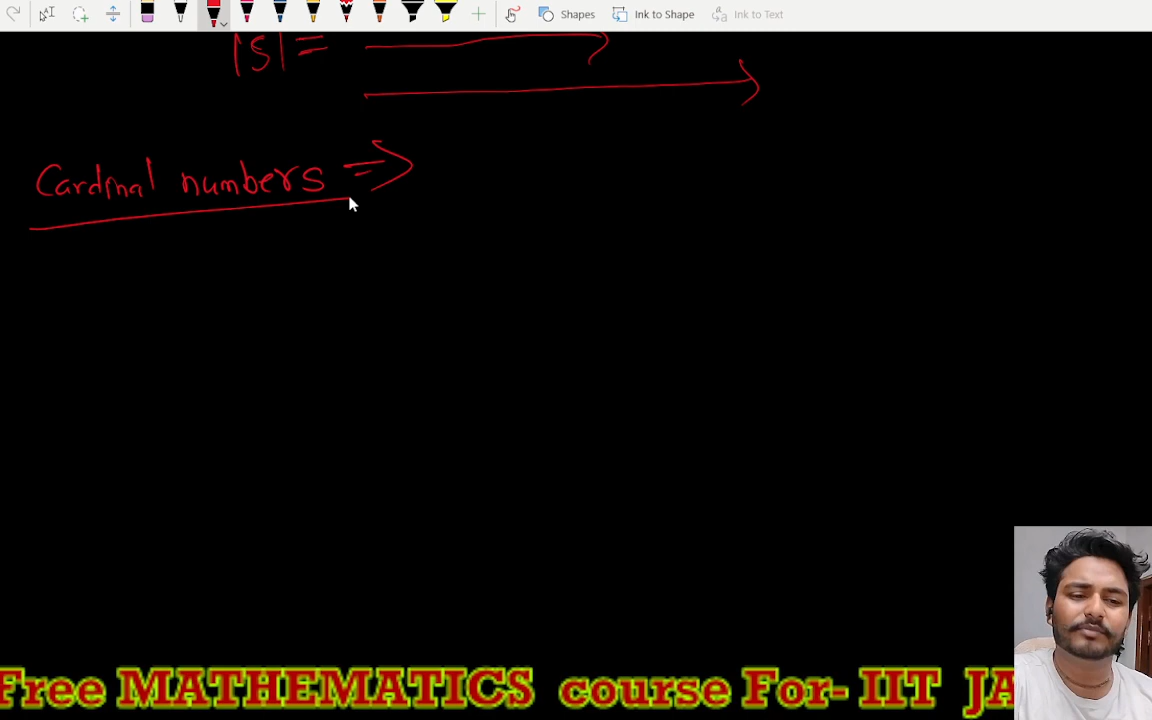 Shapes Ink to Shape Ink to Text
|S| =
Cardinal numbers =>
Free MATHEMATICS course For- IIT JA